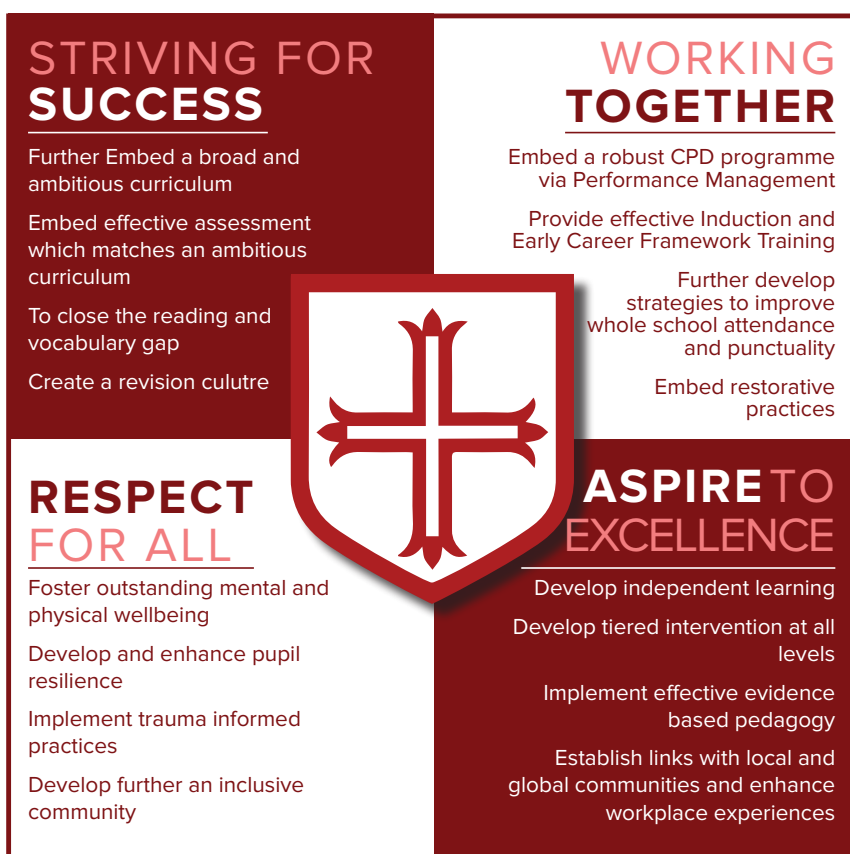 STRIVING FOR
SUCCESS
Further Embed a broad and
ambitious curriculum
Embed effective assessment
which matches an ambitious
curriculum
To close the reading and
vocabulary gap
Create a revision culutre
WORKING
TOGETHER
Embed a robust CPD programme
via Performance Management
Provide effective Induction and
Early Career Framework Training
Further develop
strategies to improve
whole school attendance
and punctuality
Embed restorative
practices
RESPECT
FOR ALL
Foster outstanding mental and
physical wellbeing
Develop and enhance pupil
resilience
Implement trauma informed
practices
Develop further an inclusive
community
ASPIRE TO
EXCELLENCE
Develop independent learning
Develop tiered intervention at all
levels
Implement effective evidence
based pedagogy
Establish links with local and
global communities and enhance
workplace experiences